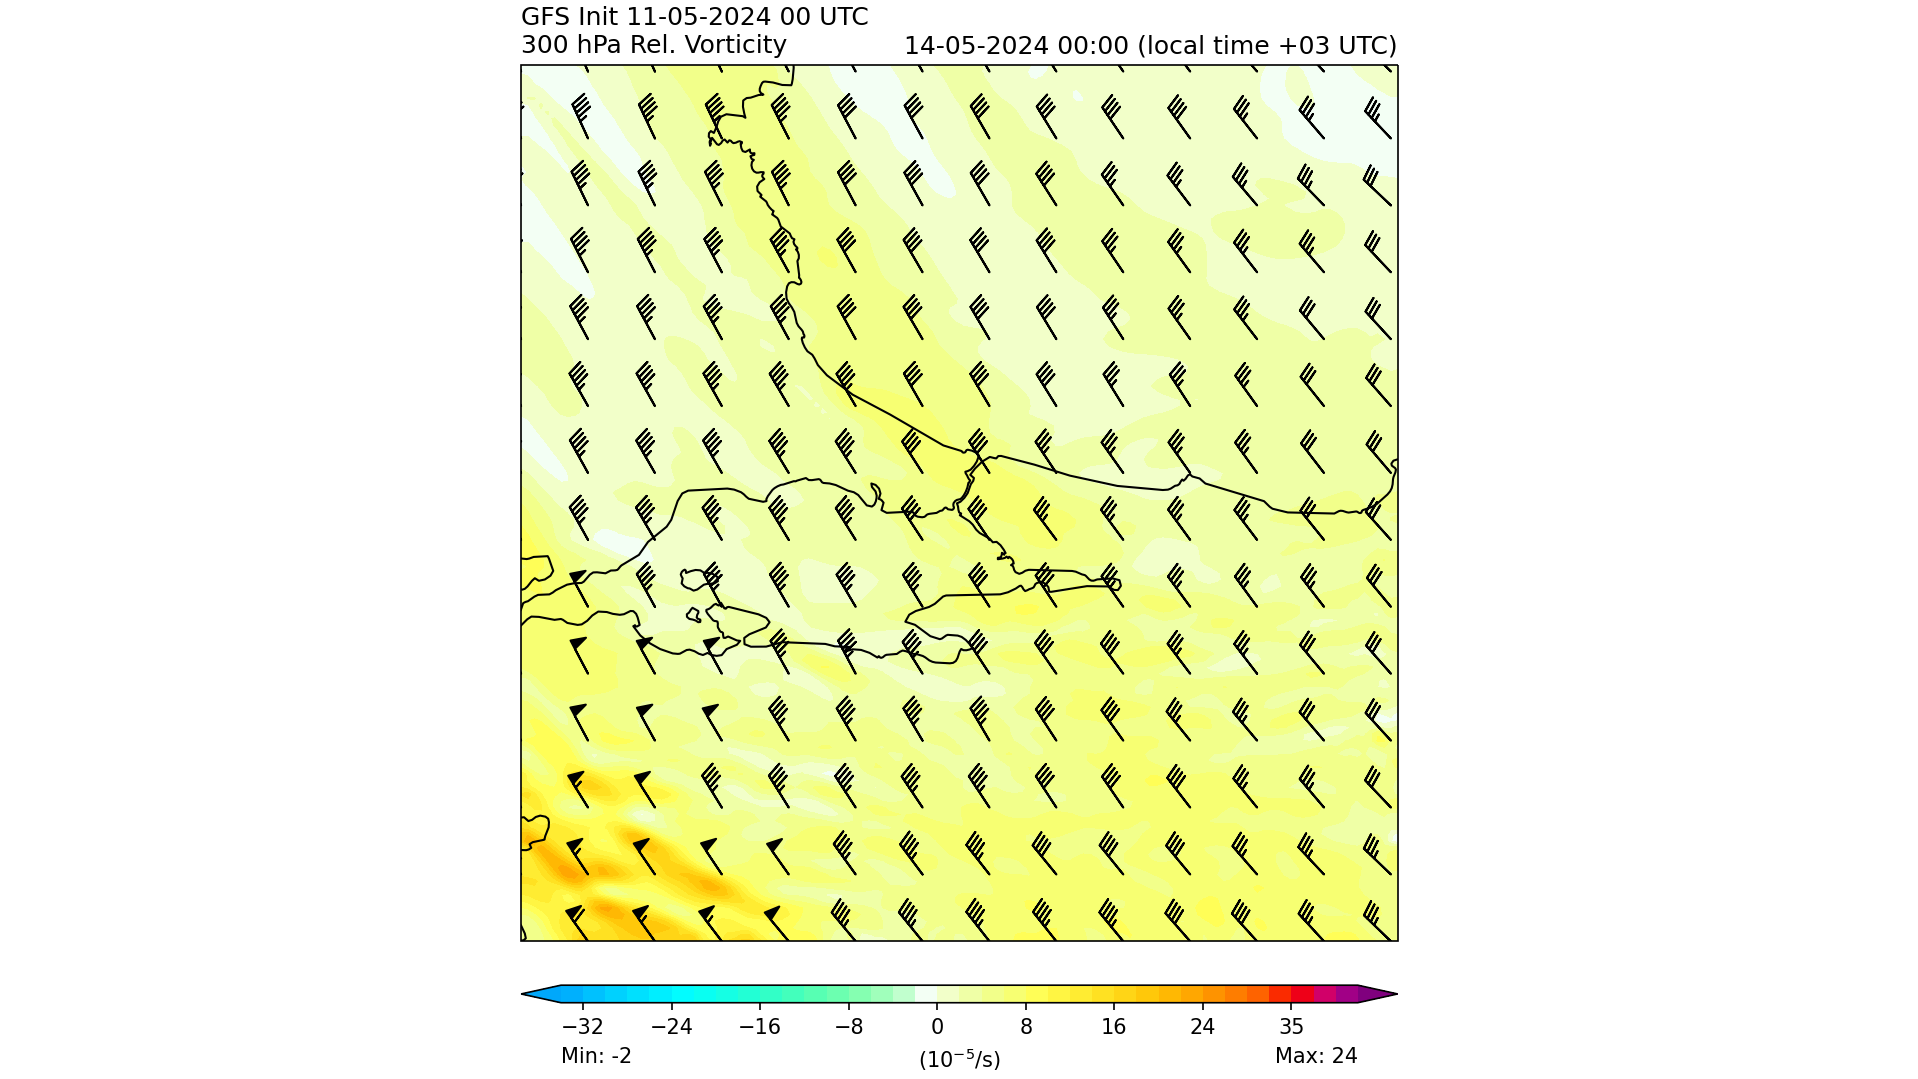 GFS Init 11-05-2024 00 UTC
300 hPa Rel. Vorticity
14-05-2024 00:00 (local time +03 UTC)
−32 −24 −16 −8 0 8 16 24 35
Min: -2
(10⁻⁵/s)
Max: 24